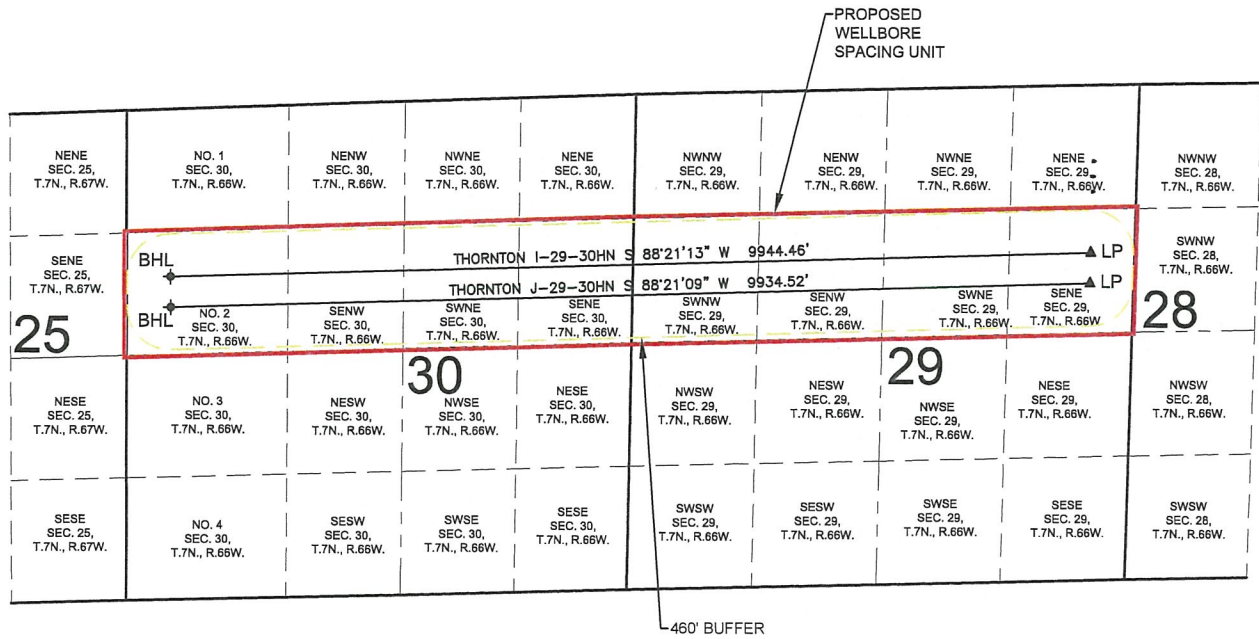 PROPOSED
WELLBORE
SPACING UNIT
NENE
SEC. 25,
T.7N., R.67W.
NO. 1
SEC. 30,
T.7N., R.66W.
NENW
SEC. 30,
T.7N., R.66W.
NWNE
SEC. 30,
T.7N., R.66W.
NENE
SEC. 30,
T.7N., R.66W.
NWNW
SEC. 29,
T.7N., R.66W.
NENW
SEC. 29,
T.7N., R.66W.
NWNE
SEC. 29,
T.7N., R.66W.
NENE
SEC. 29,
T.7N., R.66W.
NWNW
SEC. 28,
T.7N., R.66W.
SENE
SEC. 25,
T.7N., R.67W.
BHL
THORNTON I-29-30HN S 88°21'13" W 9944.46'
LP
THORNTON J-29-30HN S 88°21'09" W 9934.52'
LP
BHL
SWNW
SEC. 28,
T.7N., R.66W.
NO. 2
SEC. 30,
T.7N., R.66W.
SENW
SEC. 30,
T.7N., R.66W.
SWNE
SEC. 30,
T.7N., R.66W.
SENE
SEC. 30,
T.7N., R.66W.
SWNW
SEC. 29,
T.7N., R.66W.
SENW
SEC. 29,
T.7N., R.66W.
SWNE
SEC. 29,
T.7N., R.66W.
SENE
SEC. 29,
T.7N., R.66W
25
30
29
28
NESE
SEC. 25,
T.7N., R.67W.
NO. 3
SEC. 30,
T.7N., R.66W.
NESW
SEC. 30,
T.7N., R.66W.
NWSE
SEC. 30,
T.7N., R.66W.
NESE
SEC. 30,
T.7N., R.66W.
NWSW
SEC. 29,
T.7N., R.66W.
NESW
SEC. 29,
T.7N., R.66W.
NWSE
SEC. 29,
T.7N., R.66W.
NESE
SEC. 29,
T.7N., R.66W.
NWSW
SEC. 28,
T.7N., R.66W.
SESE
SEC. 25,
T.7N., R.67W.
NO. 4
SEC. 30,
T.7N., R.66W.
SESW
SEC. 30,
T.7N., R.66W.
SWSE
SEC. 30,
T.7N., R.66W.
SESE
SEC. 30,
T.7N., R.66W.
SWSW
SEC. 29,
T.7N., R.66W.
SESW
SEC. 29,
T.7N., R.66W.
SWSE
SEC. 29,
T.7N., R.66W.
SESE
SEC. 29,
T.7N., R.66W.
SWSW
SEC. 28,
T.7N., R.66W.
460' BUFFER